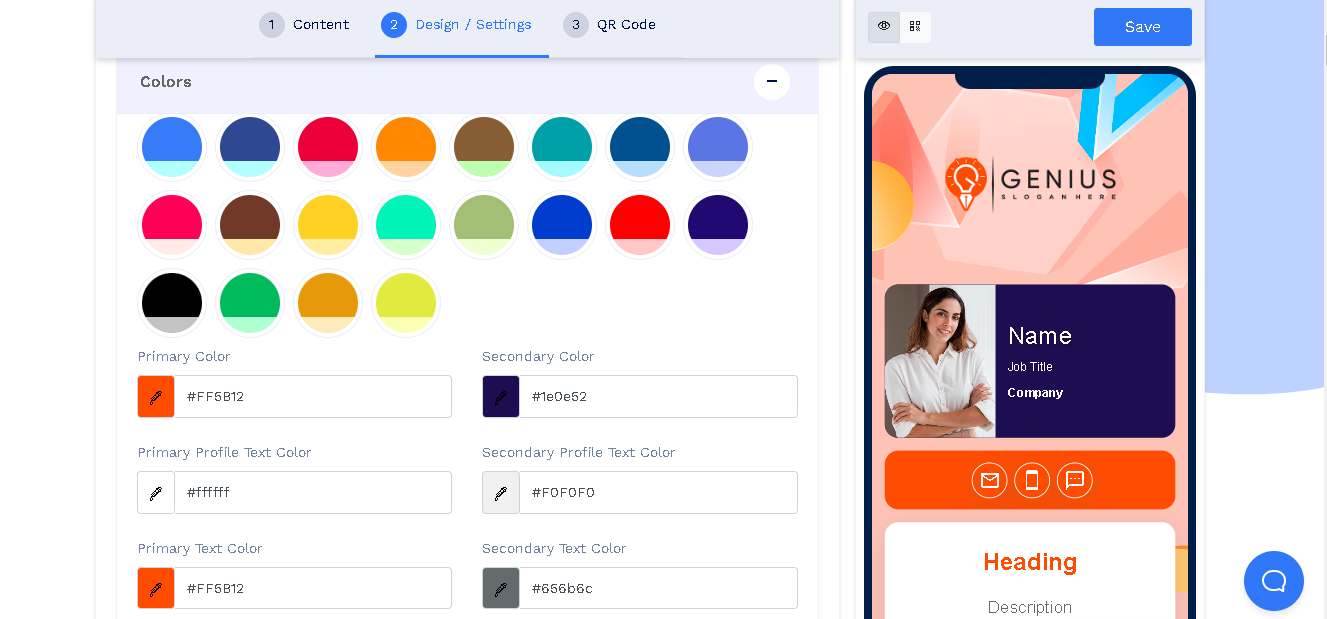 1 Content
2 Design / Settings
3 QR Code
Save
Colors
Primary Color
Secondary Color
#FF5B12
#1e0e52
Primary Profile Text Color
Secondary Profile Text Color
#ffffff
#F0F0F0
Primary Text Color
Secondary Text Color
#FF5B12
#656b6c
GENIUS
SLOGAN HERE
Name
Job Title
Company
Heading
Description